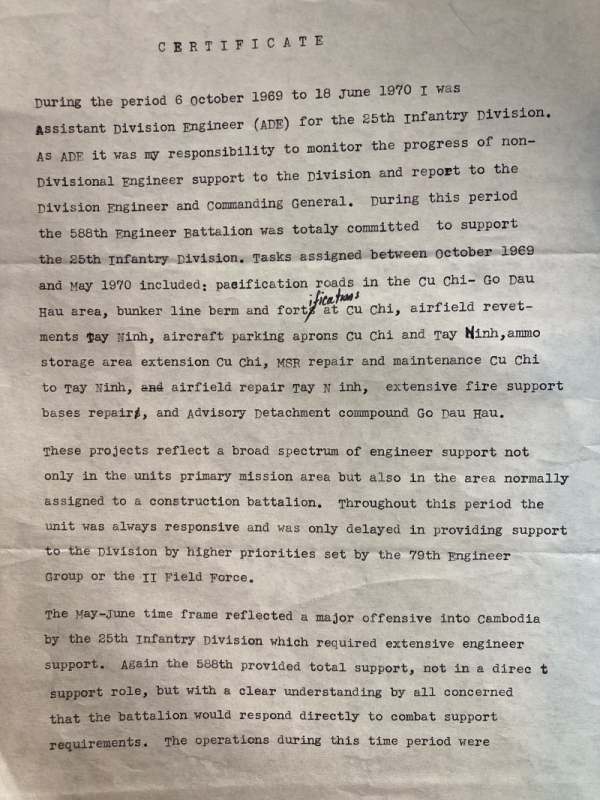 C E R T I F I C A T E
During the period 6 October 1969 to 18 June 1970 I was
Assistant Division Engineer (ADE) for the 25th Infantry Division.
As ADE it was my responsibility to monitor the progress of non-
Divisional Engineer support to the Division and report to the
Division Engineer and Commanding General. During this period
the 588th Engineer Battalion was totaly committed to support
the 25th Infantry Division. Tasks assigned between October 1969
and May 1970 included: pacification roads in the Cu Chi- Go Dau
Hau area, bunker line berm and fortifications at Cu Chi, airfield revet-
ments Tay Ninh, aircraft parking aprons Cu Chi and Tay Ninh,ammo
storage area extension Cu Chi, MSR repair and maintenance Cu Chi
to Tay Ninh, and airfield repair Tay N inh, extensive fire support
bases repair, and Advisory Detachment commpound Go Dau Hau.
These projects reflect a broad spectrum of engineer support not
only in the units primary mission area but also in the area normally
assigned to a construction battalion. Throughout this period the
unit was always responsive and was only delayed in providing support
to the Division by higher priorities set by the 79th Engineer
Group or the II Field Force.
The May-June time frame reflected a major offensive into Cambodia
by the 25th Infantry Division which required extensive engineer
support. Again the 588th provided total support, not in a direc t
support role, but with a clear understanding by all concerned
that the battalion would respond directly to combat support
requirements. The operations during this time period were